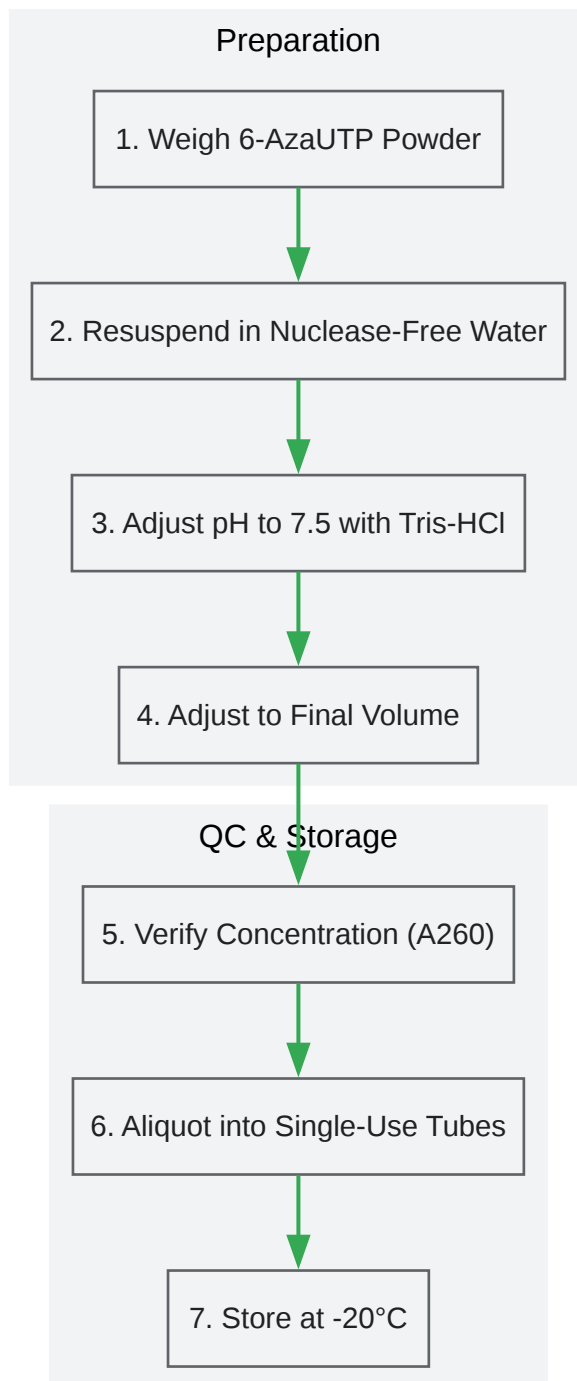 Preparation
1. Weigh 6-AzaUTP Powder
2. Resuspend in Nuclease-Free Water
3. Adjust pH to 7.5 with Tris-HCl
4. Adjust to Final Volume
QC & Storage
5. Verify Concentration (A260)
6. Aliquot into Single-Use Tubes
7. Store at -20°C